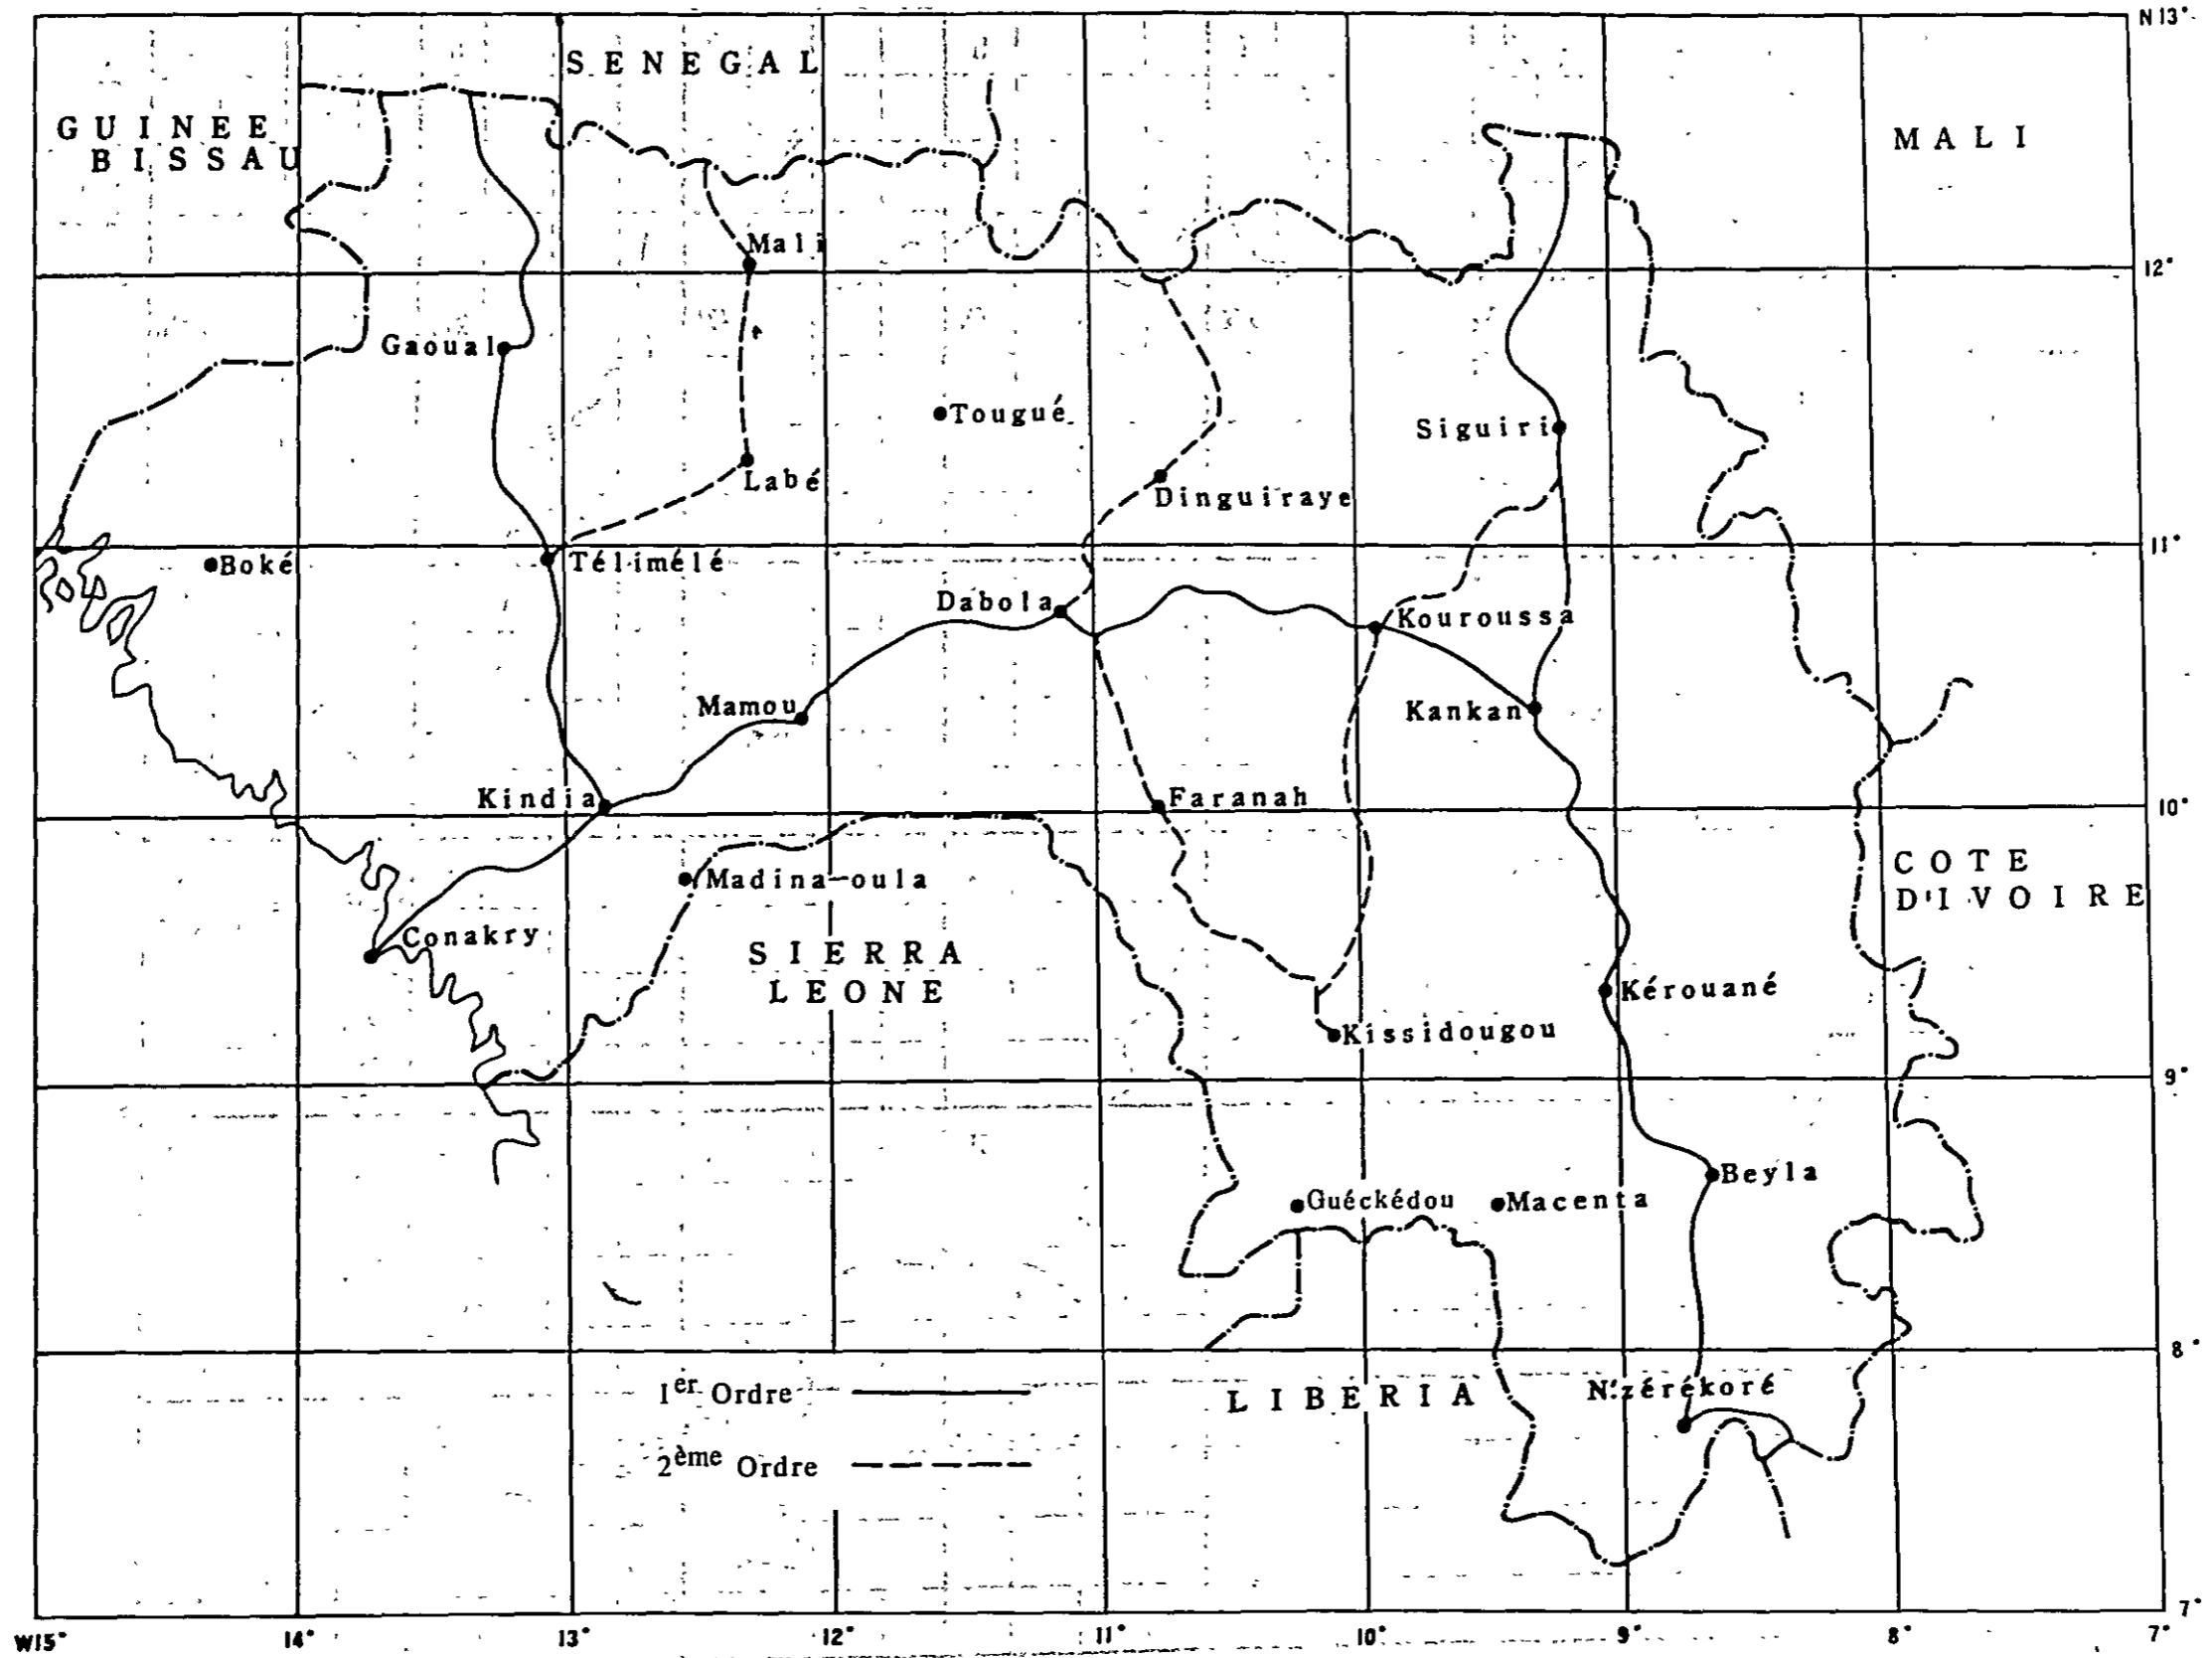 N 13°
SENEGAL
GUINEE
BISSAU
MALI
Mali
12°
Gaoual
Tougué
Siguiri
Labé
Dinguiraye
11°
Boké
Télimélé
Dabola
Kouroussa
Mamou
Kankan
Kindia
Faranah
10°
COTE
D'IVOIRE
Madina-oula
Conakry
SIERRA
LEONE
Kérouané
Kissidougou
9°
Beyla
Guéckédou
Macenta
8°
1er Ordre
LIBERIA
N'zérékoré
2ème Ordre
7°
W15° 14° 13° 12° 11° 10° 9° 8° 7°